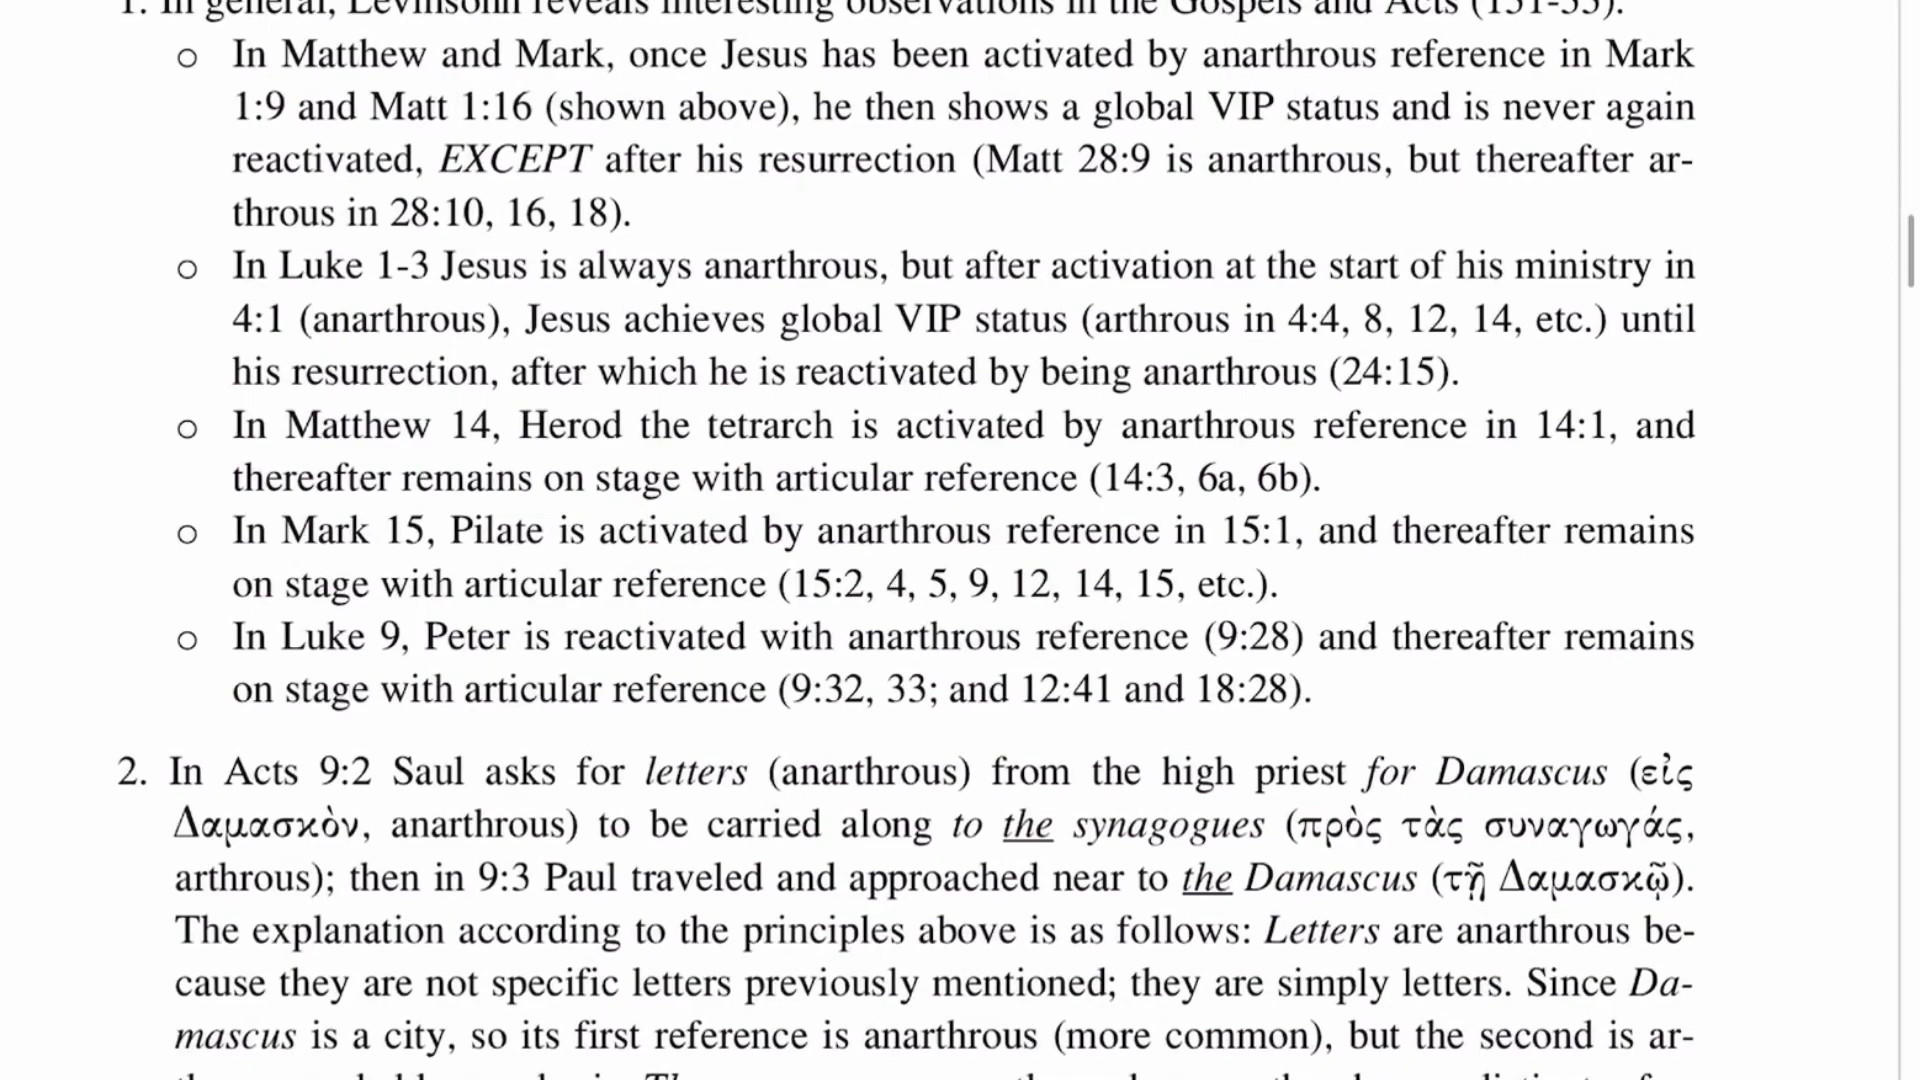 1. In general, Levinsohn reveals interesting observations in the Gospels and Acts (151-55).
o In Matthew and Mark, once Jesus has been activated by anarthrous reference in Mark
1:9 and Matt 1:16 (shown above), he then shows a global VIP status and is never again
reactivated, EXCEPT after his resurrection (Matt 28:9 is anarthrous, but thereafter ar-
throus in 28:10, 16, 18).
o In Luke 1-3 Jesus is always anarthrous, but after activation at the start of his ministry in
4:1 (anarthrous), Jesus achieves global VIP status (arthrous in 4:4, 8, 12, 14, etc.) until
his resurrection, after which he is reactivated by being anarthrous (24:15).
o In Matthew 14, Herod the tetrarch is activated by anarthrous reference in 14:1, and
thereafter remains on stage with articular reference (14:3, 6a, 6b).
o In Mark 15, Pilate is activated by anarthrous reference in 15:1, and thereafter remains
on stage with articular reference (15:2, 4, 5, 9, 12, 14, 15, etc.).
o In Luke 9, Peter is reactivated with anarthrous reference (9:28) and thereafter remains
on stage with articular reference (9:32, 33; and 12:41 and 18:28).
2. In Acts 9:2 Saul asks for letters (anarthrous) from the high priest for Damascus (εἰς
Δαμασκὸν, anarthrous) to be carried along to the synagogues (πρὸς τὰς συναγωγάς,
arthrous); then in 9:3 Paul traveled and approached near to the Damascus (τῇ Δαμασκῷ).
The explanation according to the principles above is as follows: Letters are anarthrous be-
cause they are not specific letters previously mentioned; they are simply letters. Since Da-
mascus is a city, so its first reference is anarthrous (more common), but the second is ar-